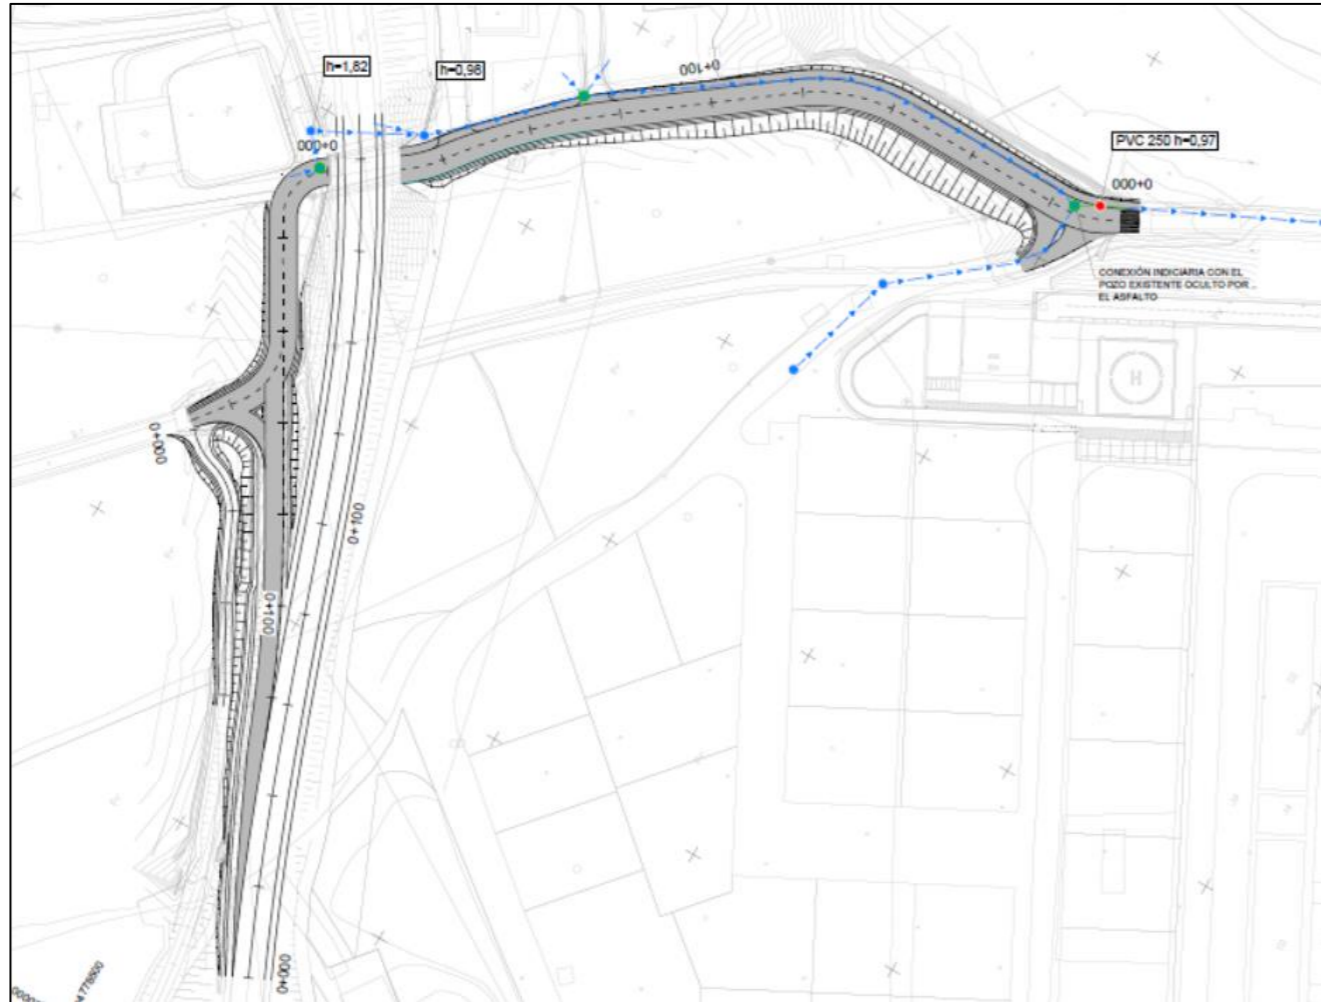 h=1,82
h=0,98
0+100
PVC 250 h=0,97
000+0
000+0
CONEXIÓN INDICIARIA CON EL
POZO EXISTENTE OCULTO POR
EL ASFALTO
H
0+000
0+100
0+100
000+0